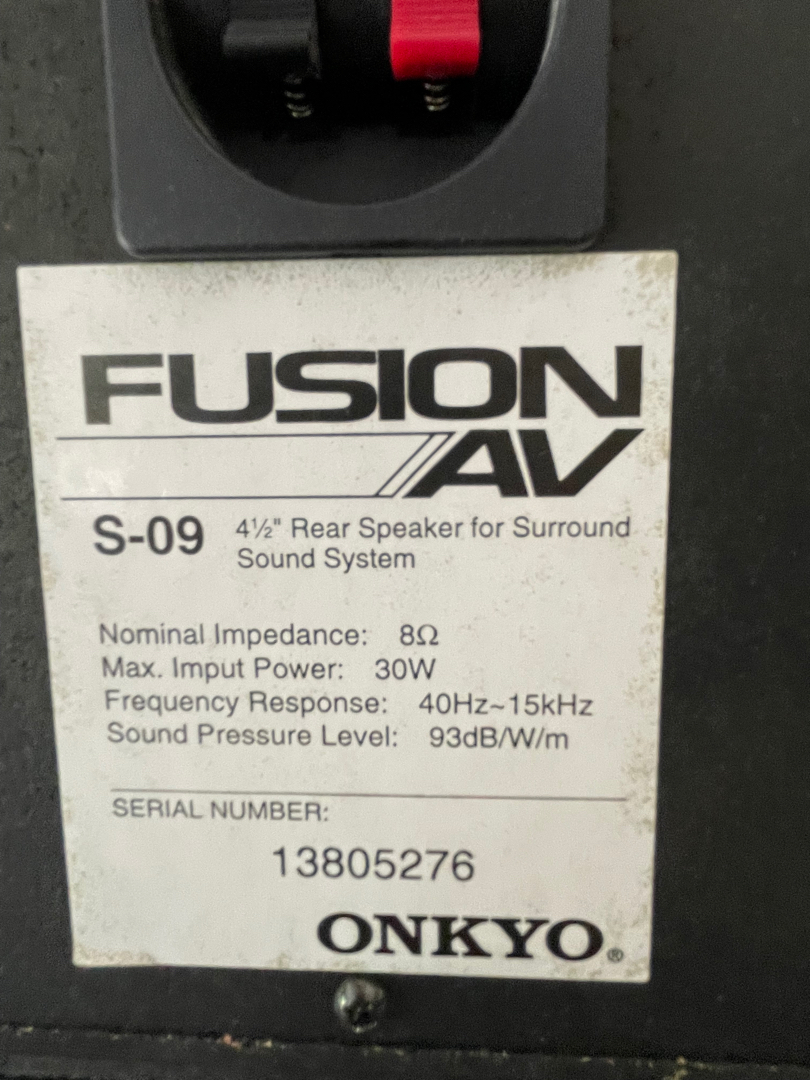 FUSION
AV
S-09 4½" Rear Speaker for Surround
Sound System
Nominal Impedance: 8Ω
Max. Imput Power: 30W
Frequency Response: 40Hz~15kHz
Sound Pressure Level: 93dB/W/m
SERIAL NUMBER:
13805276
ONKYO®